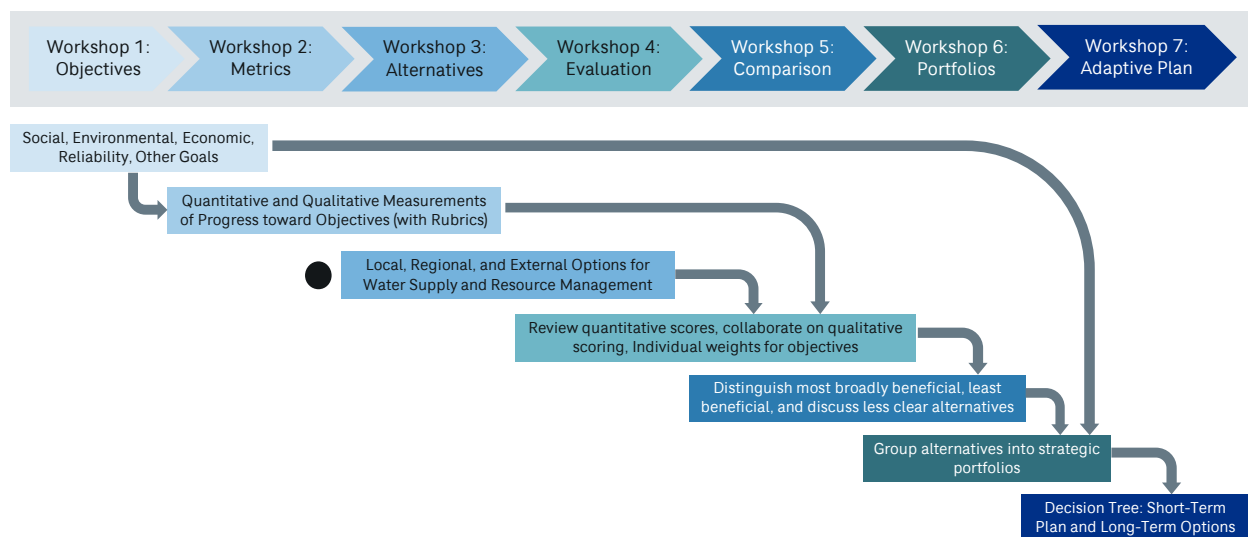 Workshop 1:
Objectives
Workshop 2:
Metrics
Workshop 3:
Alternatives
Workshop 4:
Evaluation
Workshop 5:
Comparison
Workshop 6:
Portfolios
Workshop 7:
Adaptive Plan
Social, Environmental, Economic,
Reliability, Other Goals
Quantitative and Qualitative Measurements
of Progress toward Objectives (with Rubrics)
Local, Regional, and External Options for
Water Supply and Resource Management
Review quantitative scores, collaborate on qualitative
scoring, Individual weights for objectives
Distinguish most broadly beneficial, least
beneficial, and discuss less clear alternatives
Group alternatives into strategic
portfolios
Decision Tree: Short-Term
Plan and Long-Term Options